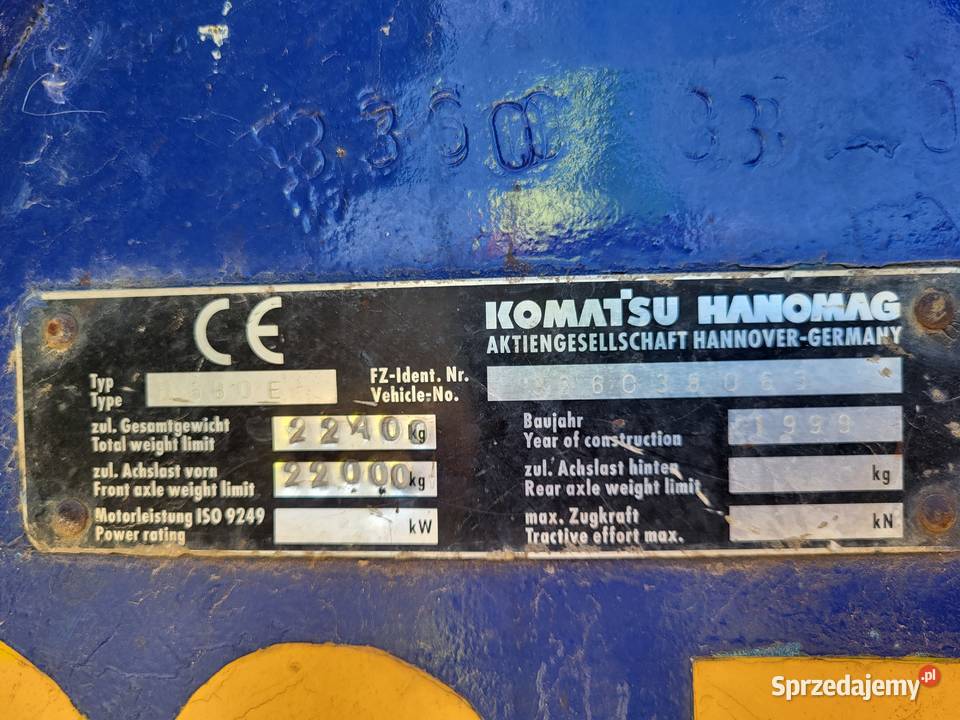 CE
KOMATSU HANOMAG
AKTIENGESELLSCHAFT HANNOVER-GERMANY
Typ
Type
FZ-Ident. Nr.
Vehicle-No.
zul. Gesamtgewicht
Total weight limit
22400 kg
Baujahr
Year of construction
1999
zul. Achslast vorn
Front axle weight limit
22000 kg
zul. Achslast hinten
Rear axle weight limit
kg
Motorleistung ISO 9249
Power rating
kW
max. Zugkraft
Tractive effort max.
kN
Sprzedajemy.pl